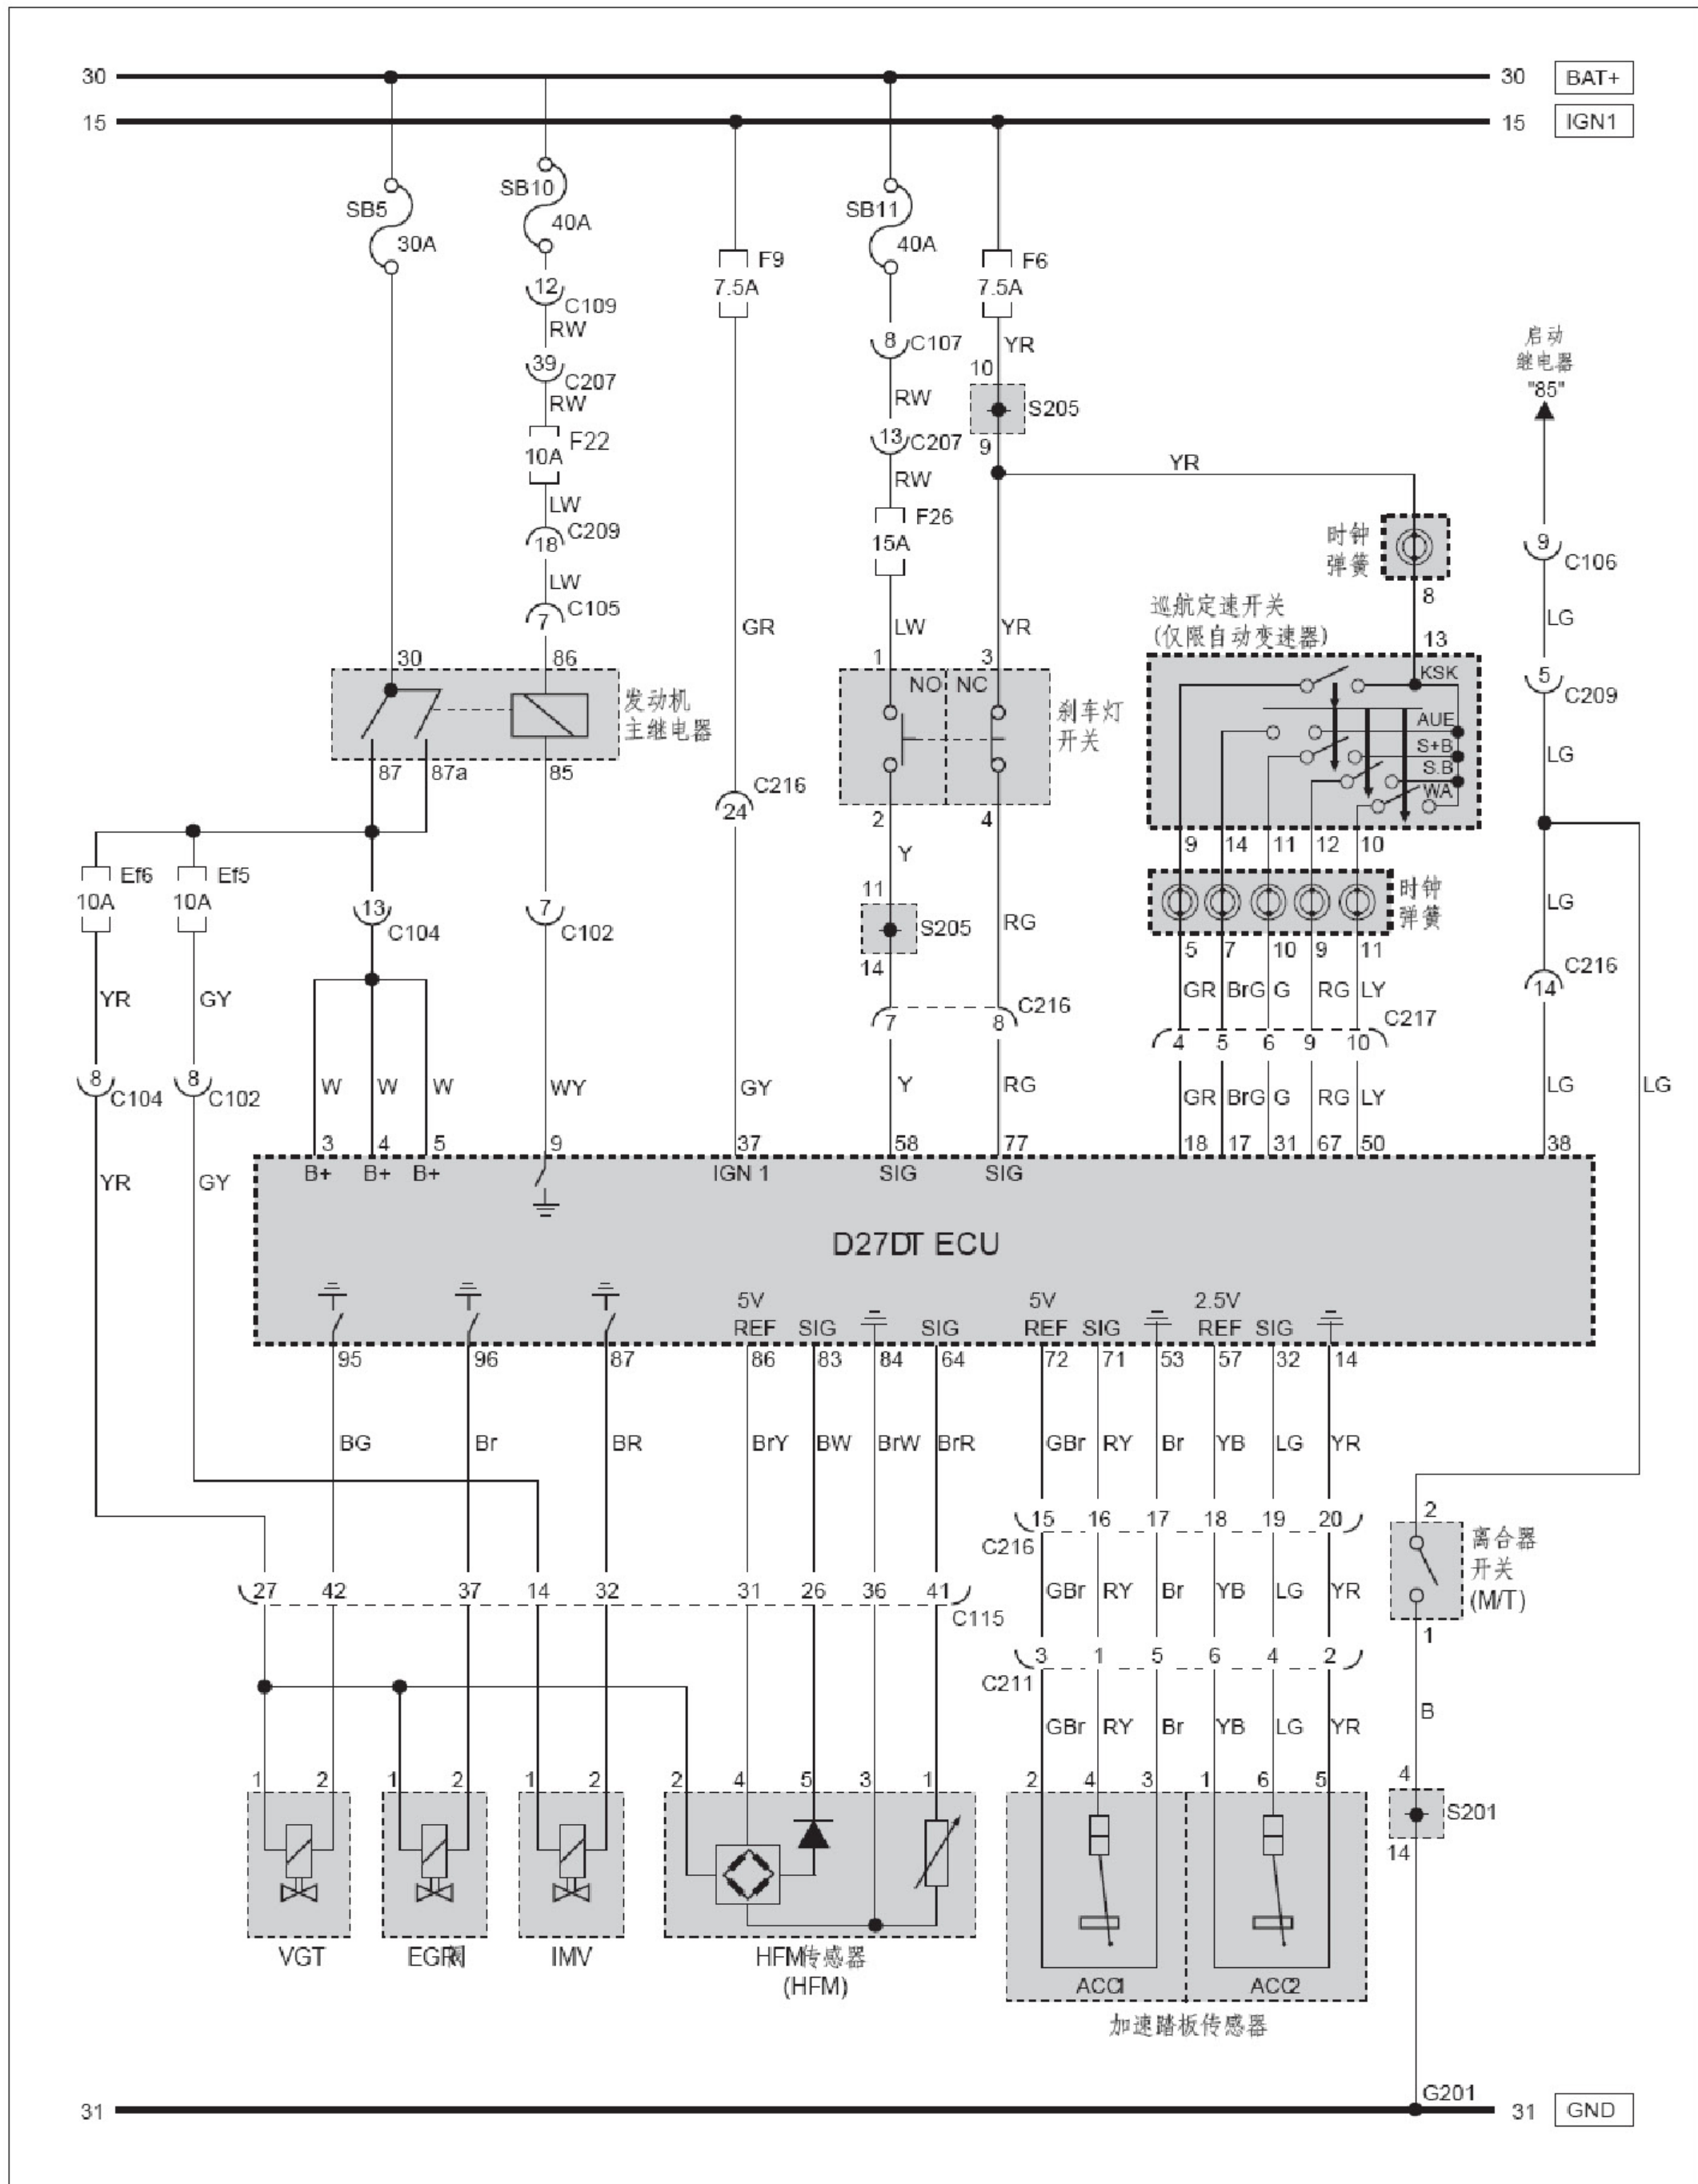 30 30 BAT+
15 15 IGN1
SB10
SB5 40A SB11
30A 40A
F9 F6
7.5A 7.5A
12 C109
RW
8 C107 YR
启动
继电器
"85"
39 C207
10
RW
RW S205
13 C207 9
F22
10A
YR
RW
LW
F26
15A
C209
18
时钟
弹簧
9 C106
LW
8
C105
7
巡航定速开关
(仅限自动变速器)
GR LW YR
13
LG
30 86
1 3
5 C209
发动机
主继电器
NO NC
刹车灯
开关
KSK
AUE
S+B
S.B
WA
LG
87 87a 85
C216
24
2 4
9 14 11 12 10
Ef6 Ef5
10A 10A
Y
时钟
弹簧
13 C104
7 C102
11
S205
14
RG
LG
5 7 10 9 11
YR GY
C216
7 8
GR BrG G RG LY
C217
4 5 6 9 10
C216
14
8 C104
8 C102
W W W WY GY Y RG
GR BrG G RG LY
LG LG
3 4 5 9 37 58 77 18 17 31 67 50 38
B+ B+ B+ IGN 1 SIG SIG
YR GY
D27DT ECU
5V 5V 2.5V
REF SIG SIG REF SIG REF SIG
95 96 87 86 83 84 64 72 71 53 57 32 14
BG Br BR BrY BW BrW BrR GBr RY Br YB LG YR
15 16 17 18 19 20
C216
2
离合器
开关
(M/T)
1
27 42 37 14 32 31 26 36 41
C115
GBr RY Br YB LG YR
3 1 5 6 4 2
C211
GBr RY Br YB LG YR
B
1 2 1 2 1 2 2 4 5 3 1 2 4 3 1 6 5
4
S201
14
VGT EGR阀 IMV HFM传感器
(HFM)
ACC1 ACC2
加速踏板传感器
G201
31 31 GND